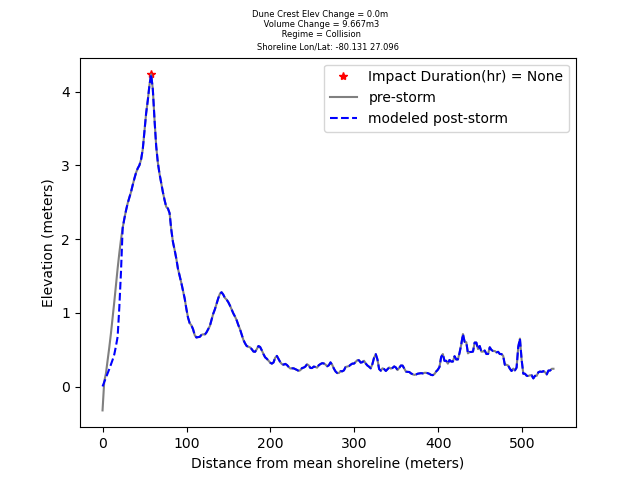 Dune Crest Elev Change = 0.0m
Volume Change = 9.667m3
Regime = Collision
Shoreline Lon/Lat: -80.131 27.096
Impact Duration(hr) = None
pre-storm
modeled post-storm
Elevation (meters)
4
3
2
1
0
0 100 200 300 400 500
Distance from mean shoreline (meters)